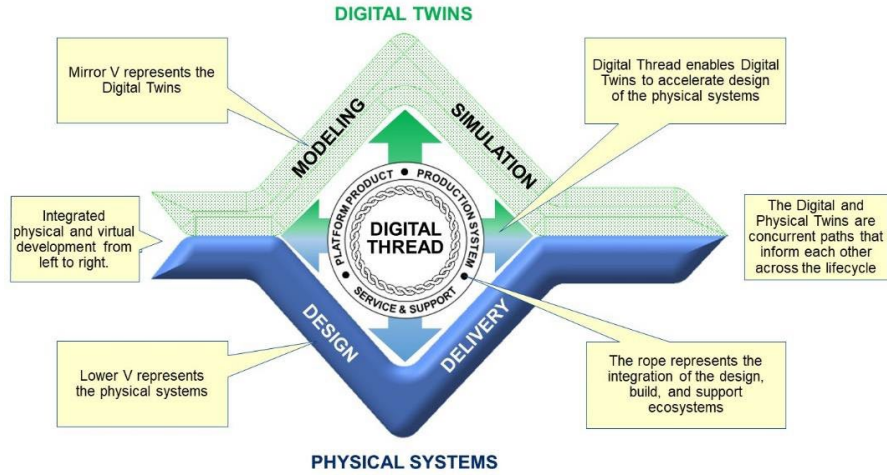 DIGITAL TWINS
Mirror V represents the
Digital Twins
Digital Thread enables Digital
Twins to accelerate design
of the physical systems
MODELING
SIMULATION
Integrated
physical and virtual
development from
left to right.
PLATFORM PRODUCT • PRODUCTION SYSTEM •
SERVICE & SUPPORT •
DIGITAL
THREAD
The Digital and
Physical Twins are
concurrent paths that
inform each other
across the lifecycle
DESIGN
DELIVERY
Lower V represents
the physical systems
The rope represents the
integration of the design,
build, and support
ecosystems
PHYSICAL SYSTEMS